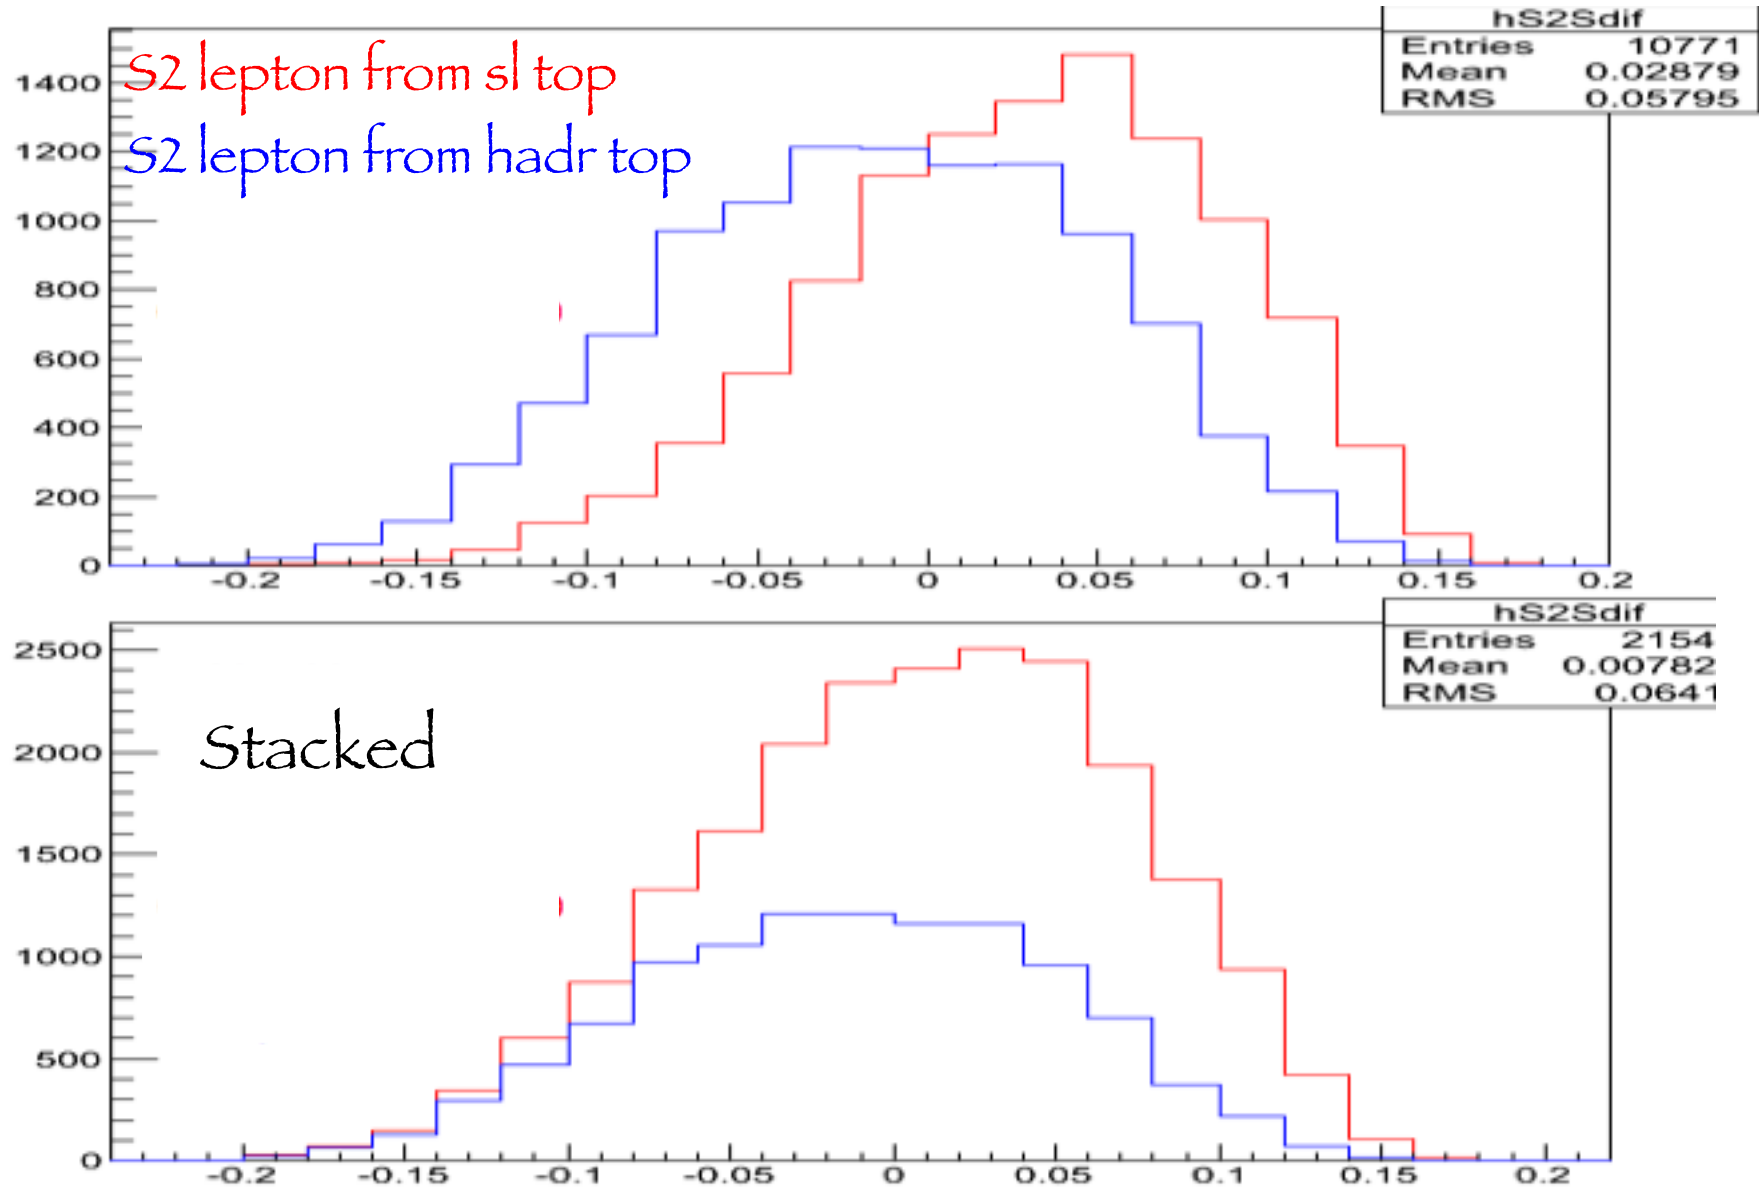 hS2Sdif
Entries 10771
Mean 0.02879
RMS 0.05795
S2 lepton from sl top
S2 lepton from hadr top
1400
1200
1000
800
600
400
200
0
-0.2 -0.15 -0.1 -0.05 0 0.05 0.1 0.15 0.2
hS2Sdif
Entries 2154
Mean 0.00782
RMS 0.0641
Stacked
2500
2000
1500
1000
500
0
-0.2 -0.15 -0.1 -0.05 0 0.05 0.1 0.15 0.2